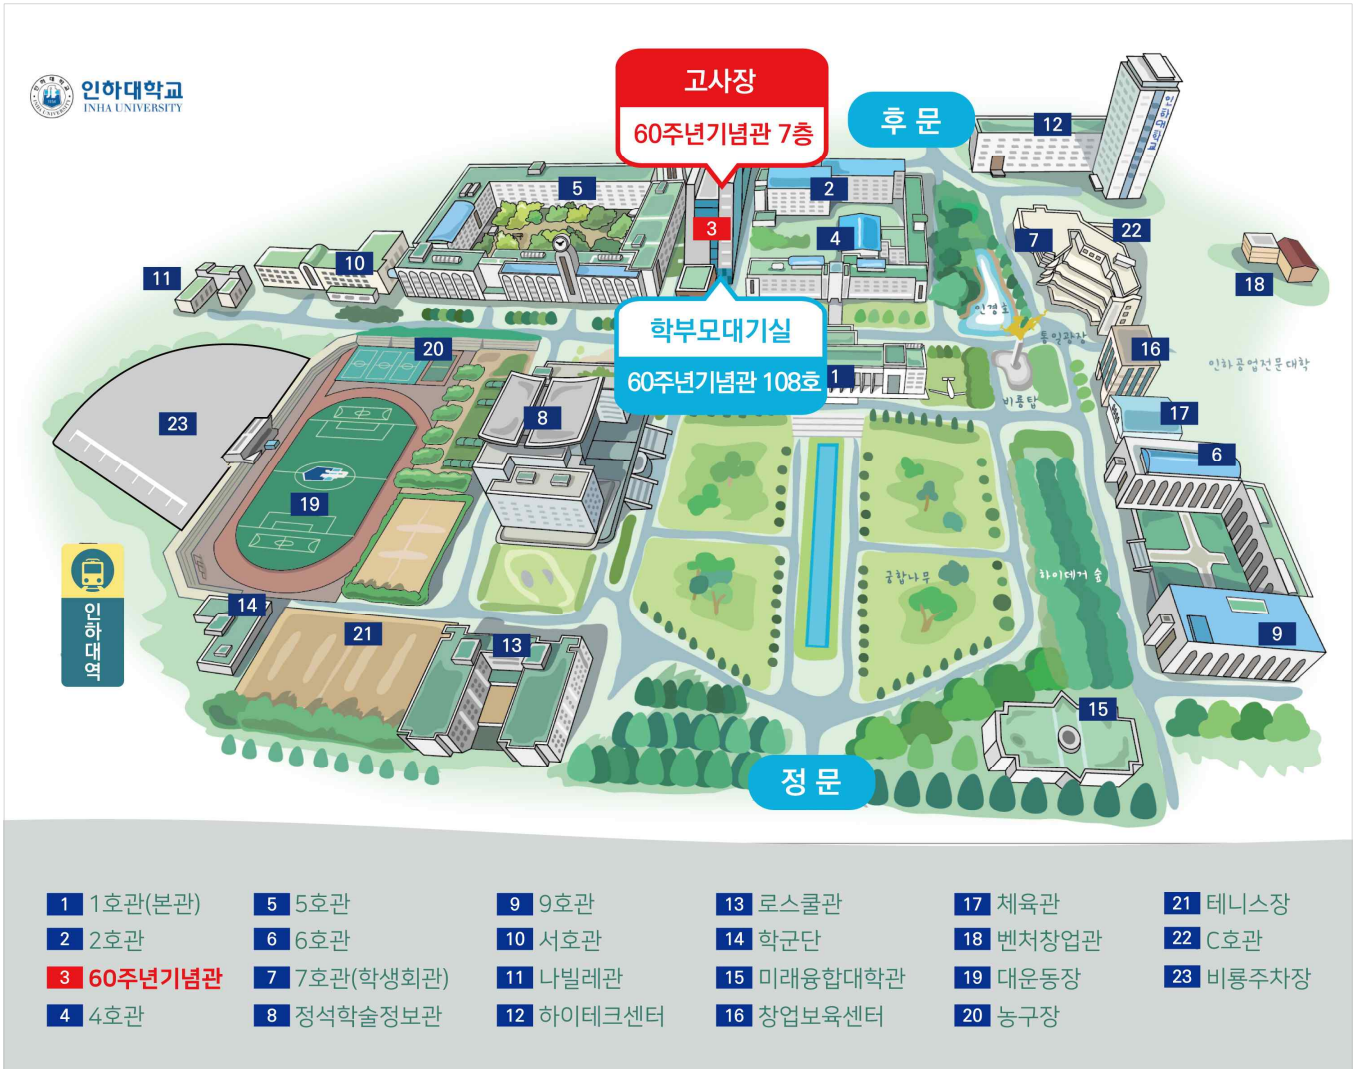 인하대학교
INHA UNIVERSITY
고사장
60주년기념관 7층
후 문
12
인하대학교
5
2
3
4
7
22
10
11
18
인경호
학부모대기실
60주년기념관 108호
1
통일광장
비룡탑
16
인하공업전문대학
20
23
8
17
6
19
궁합나무
하이데거 숲
인하대역
14
21
13
9
15
정 문
1 1호관(본관)
2 2호관
3 60주년기념관
4 4호관
5 5호관
6 6호관
7 7호관(학생회관)
8 정석학술정보관
9 9호관
10 서호관
11 나빌레관
12 하이테크센터
13 로스쿨관
14 학군단
15 미래융합대학관
16 창업보육센터
17 체육관
18 벤처창업관
19 대운동장
20 농구장
21 테니스장
22 C호관
23 비룡주차장